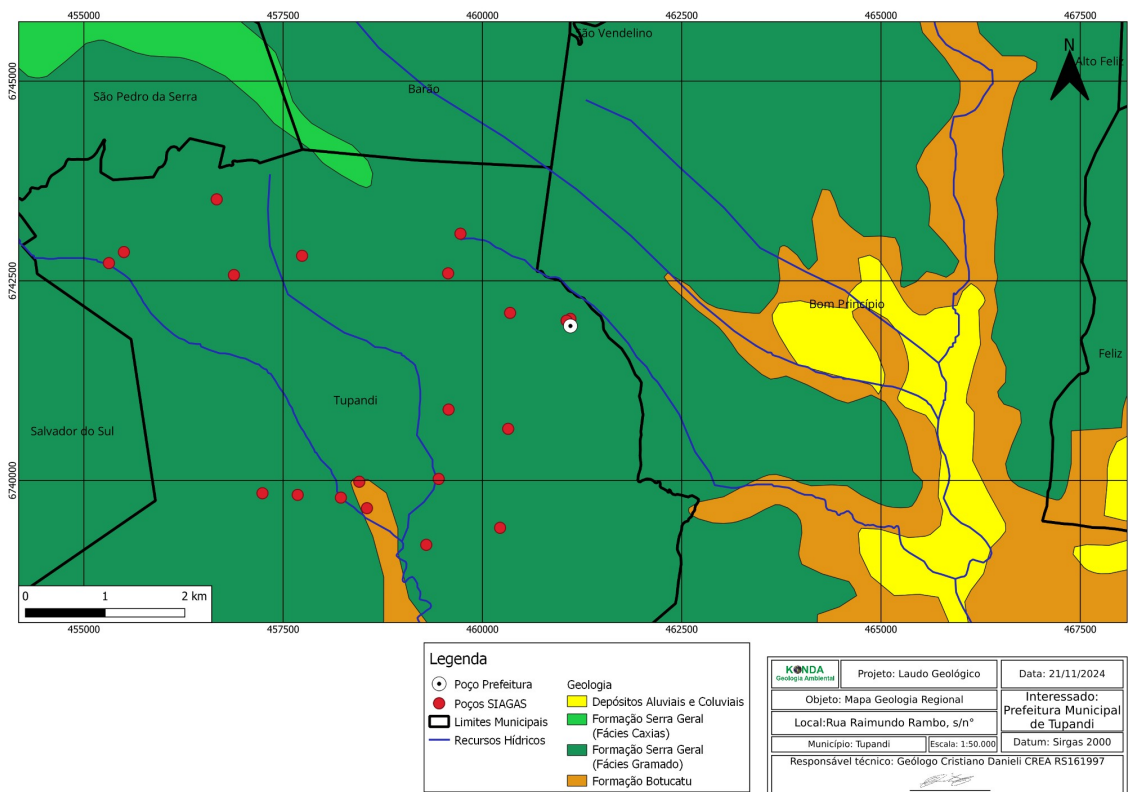 455000 457500 460000 462500 465000 467500
São Vendelino
N
6745000
Alto Feliz
Barão
São Pedro da Serra
6742500
Bom Princípio
Feliz
Tupandi
Salvador do Sul
6740000
0 1 2 km
455000 457500 460000 462500 465000 467500
Legenda
Poço Prefeitura
Poços SIAGAS
Limites Municipais
Recursos Hídricos
Geologia
Depósitos Aluviais e Coluviais
Formação Serra Geral
(Fácies Caxias)
Formação Serra Geral
(Fácies Gramado)
Formação Botucatu
KONDA
Geologia Ambiental
Projeto: Laudo Geológico
Data: 21/11/2024
Objeto: Mapa Geologia Regional
Interessado:
Prefeitura Municipal
de Tupandi
Local:Rua Raimundo Rambo, s/n°
Município: Tupandi
Escala: 1:50.000
Datum: Sirgas 2000
Responsável técnico: Geólogo Cristiano Danieli CREA RS161997